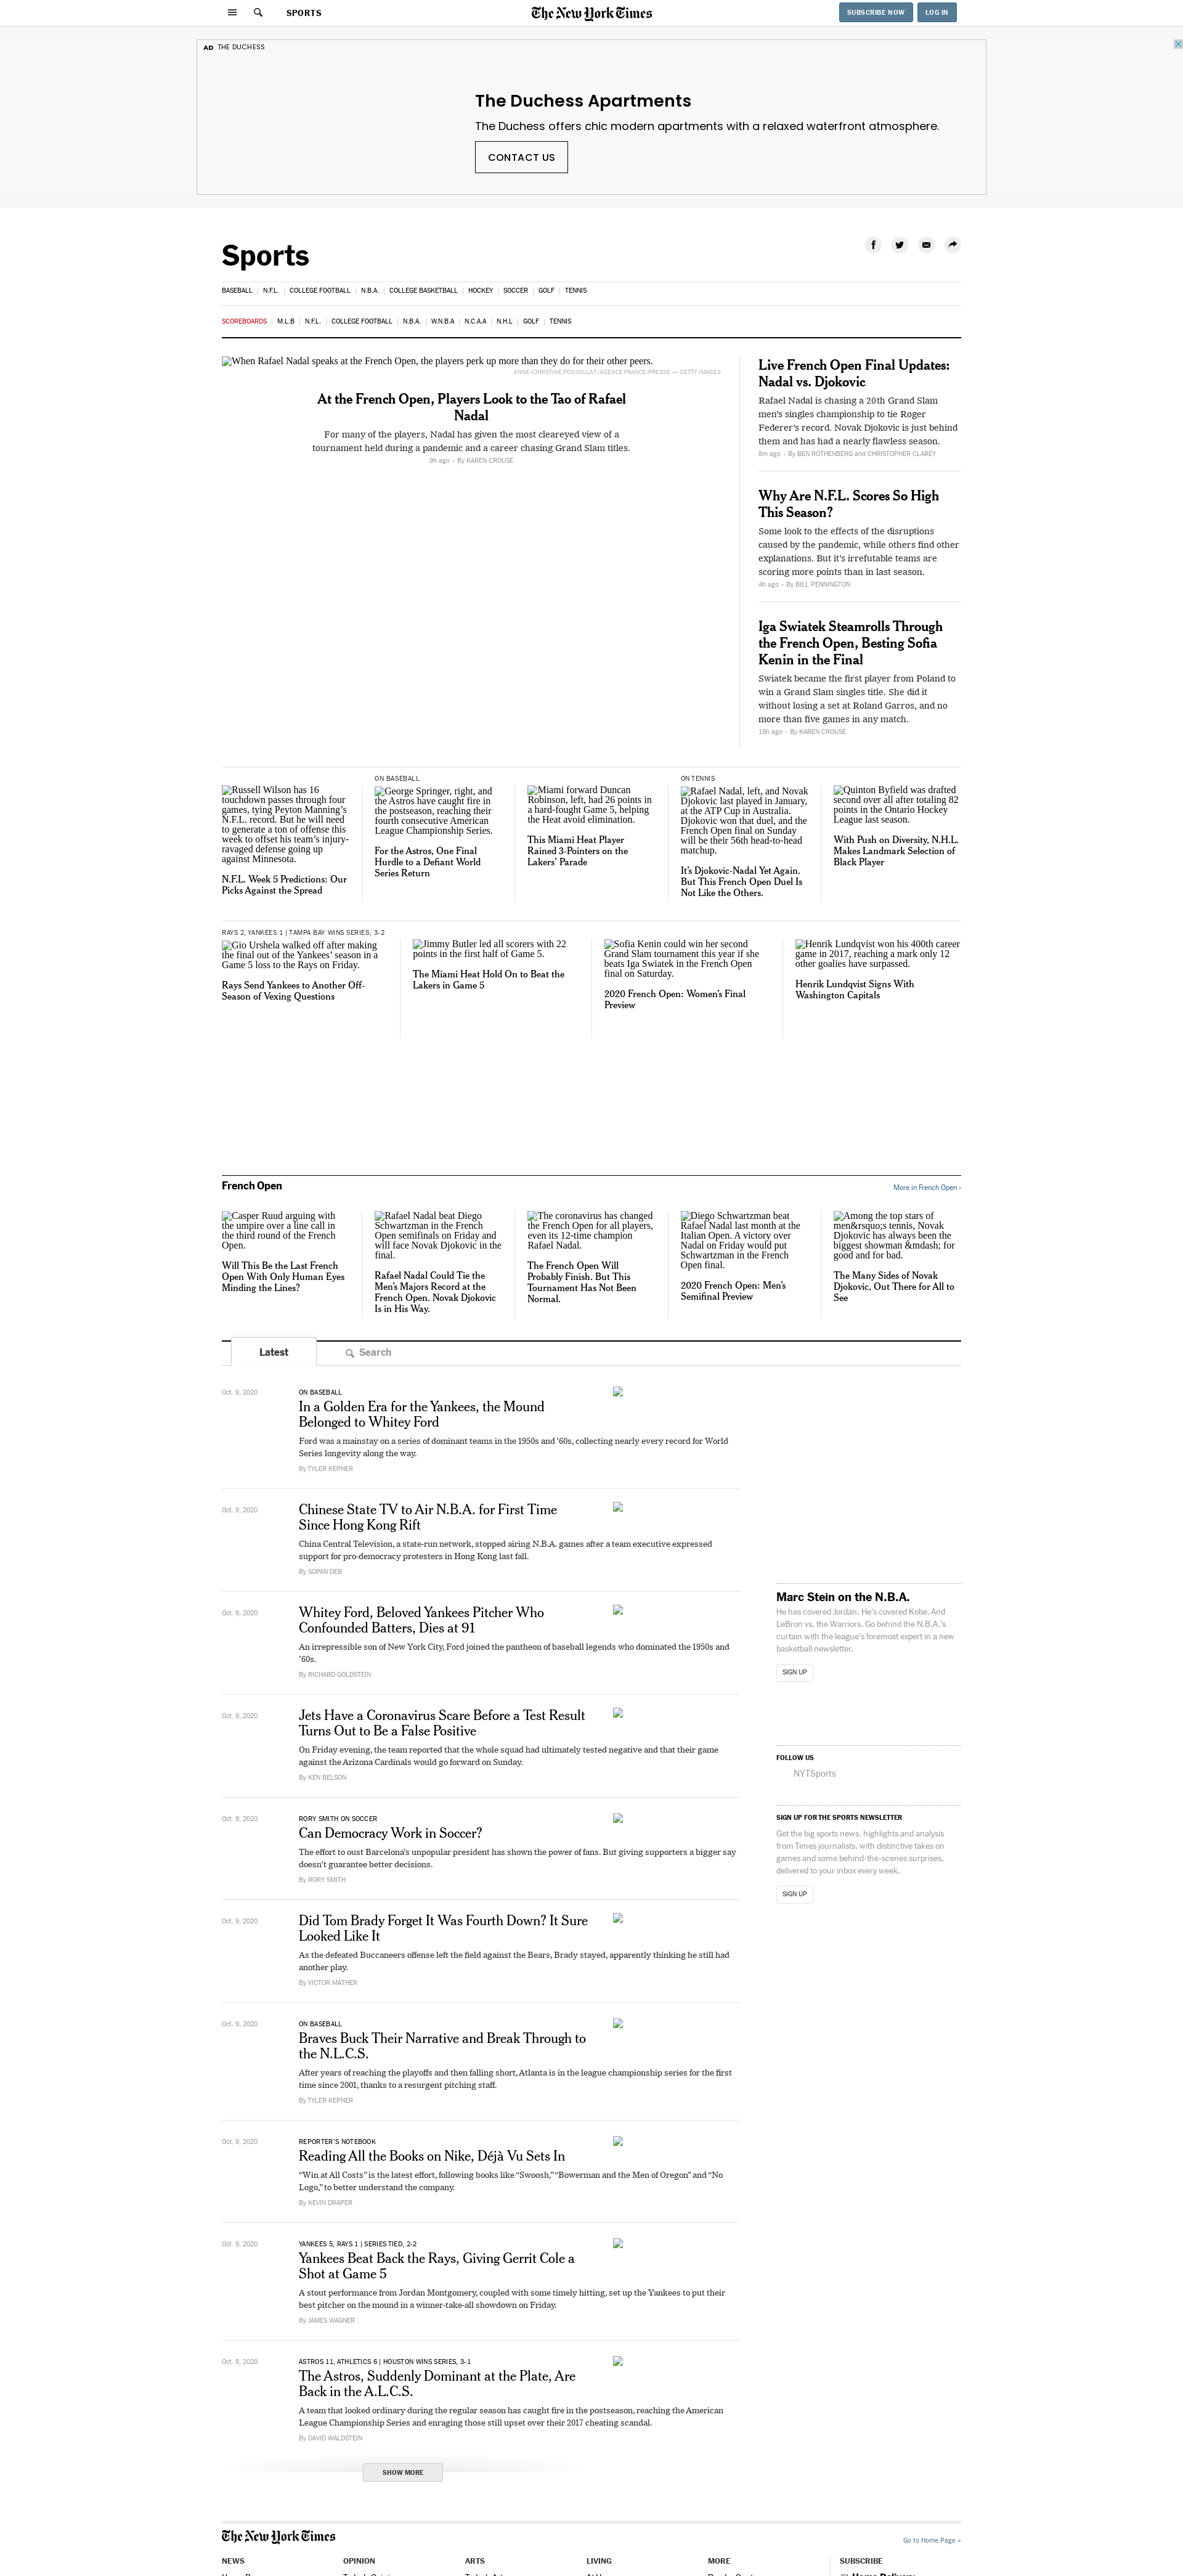 SPORTS
The New York Times
SUBSCRIBE NOW
LOG IN
AD THE DUCHESS
The Duchess Apartments
The Duchess offers chic modern apartments with a relaxed waterfront atmosphere.
CONTACT US
Sports
BASEBALL | N.F.L. | COLLEGE FOOTBALL | N.B.A. | COLLEGE BASKETBALL | HOCKEY | SOCCER | GOLF | TENNIS
SCOREBOARDS | M.L.B | N.F.L. | COLLEGE FOOTBALL | N.B.A. | W.N.B.A | N.C.A.A | N.H.L | GOLF | TENNIS
When Rafael Nadal speaks at the French Open, the players perk up more than they do for their other peers.
ANNE-CHRISTINE POUJOULAT/AGENCE FRANCE-PRESSE — GETTY IMAGES
At the French Open, Players Look to the Tao of Rafael
Nadal
For many of the players, Nadal has given the most cleareyed view of a
tournament held during a pandemic and a career chasing Grand Slam titles.
9h ago • By KAREN CROUSE
Live French Open Final Updates:
Nadal vs. Djokovic
Rafael Nadal is chasing a 20th Grand Slam
men’s singles championship to tie Roger
Federer’s record. Novak Djokovic is just behind
them and has had a nearly flawless season.
8m ago • By BEN ROTHENBERG and CHRISTOPHER CLAREY
Why Are N.F.L. Scores So High
This Season?
Some look to the effects of the disruptions
caused by the pandemic, while others find other
explanations. But it’s irrefutable teams are
scoring more points than in last season.
4h ago • By BILL PENNINGTON
Iga Swiatek Steamrolls Through
the French Open, Besting Sofia
Kenin in the Final
Swiatek became the first player from Poland to
win a Grand Slam singles title. She did it
without losing a set at Roland Garros, and no
more than five games in any match.
18h ago • By KAREN CROUSE
Russell Wilson has 16
touchdown passes through four
games, tying Peyton Manning’s
N.F.L. record. But he will need
to generate a ton of offense this
week to offset his team’s injury-
ravaged defense going up
against Minnesota.
N.F.L. Week 5 Predictions: Our
Picks Against the Spread
ON BASEBALL
George Springer, right, and
the Astros have caught fire in
the postseason, reaching their
fourth consecutive American
League Championship Series.
For the Astros, One Final
Hurdle to a Defiant World
Series Return
Miami forward Duncan
Robinson, left, had 26 points in
a hard-fought Game 5, helping
the Heat avoid elimination.
This Miami Heat Player
Rained 3-Pointers on the
Lakers’ Parade
ON TENNIS
Rafael Nadal, left, and Novak
Djokovic last played in January,
at the ATP Cup in Australia.
Djokovic won that duel, and the
French Open final on Sunday
will be their 56th head-to-head
matchup.
It’s Djokovic-Nadal Yet Again.
But This French Open Duel Is
Not Like the Others.
Quinton Byfield was drafted
second over all after totaling 82
points in the Ontario Hockey
League last season.
With Push on Diversity, N.H.L.
Makes Landmark Selection of
Black Player
RAYS 2, YANKEES 1 | TAMPA BAY WINS SERIES, 3-2
Gio Urshela walked off after making
the final out of the Yankees’ season in a
Game 5 loss to the Rays on Friday.
Rays Send Yankees to Another Off-
Season of Vexing Questions
Jimmy Butler led all scorers with 22
points in the first half of Game 5.
The Miami Heat Hold On to Beat the
Lakers in Game 5
Sofia Kenin could win her second
Grand Slam tournament this year if she
beats Iga Swiatek in the French Open
final on Saturday.
2020 French Open: Women’s Final
Preview
Henrik Lundqvist won his 400th career
game in 2017, reaching a mark only 12
other goalies have surpassed.
Henrik Lundqvist Signs With
Washington Capitals
French Open
More in French Open ›
Casper Ruud arguing with
the umpire over a line call in
the third round of the French
Open.
Will This Be the Last French
Open With Only Human Eyes
Minding the Lines?
Rafael Nadal beat Diego
Schwartzman in the French
Open semifinals on Friday and
will face Novak Djokovic in the
final.
Rafael Nadal Could Tie the
Men’s Majors Record at the
French Open. Novak Djokovic
Is in His Way.
The coronavirus has changed
the French Open for all players,
even its 12-time champion
Rafael Nadal.
The French Open Will
Probably Finish. But This
Tournament Has Not Been
Normal.
Diego Schwartzman beat
Rafael Nadal last month at the
Italian Open. A victory over
Nadal on Friday would put
Schwartzman in the French
Open final.
2020 French Open: Men’s
Semifinal Preview
Among the top stars of
men&rsquo;s tennis, Novak
Djokovic has always been the
biggest showman &mdash; for
good and for bad.
The Many Sides of Novak
Djokovic, Out There for All to
See
Latest
Search
Oct. 9, 2020
ON BASEBALL
In a Golden Era for the Yankees, the Mound
Belonged to Whitey Ford
Ford was a mainstay on a series of dominant teams in the 1950s and ’60s, collecting nearly every record for World
Series longevity along the way.
By TYLER KEPNER
Oct. 9, 2020
Chinese State TV to Air N.B.A. for First Time
Since Hong Kong Rift
China Central Television, a state-run network, stopped airing N.B.A. games after a team executive expressed
support for pro-democracy protesters in Hong Kong last fall.
By SOPAN DEB
Oct. 9, 2020
Whitey Ford, Beloved Yankees Pitcher Who
Confounded Batters, Dies at 91
An irrepressible son of New York City, Ford joined the pantheon of baseball legends who dominated the 1950s and
’60s.
By RICHARD GOLDSTEIN
Oct. 9, 2020
Jets Have a Coronavirus Scare Before a Test Result
Turns Out to Be a False Positive
On Friday evening, the team reported that the whole squad had ultimately tested negative and that their game
against the Arizona Cardinals would go forward on Sunday.
By KEN BELSON
Oct. 9, 2020
RORY SMITH ON SOCCER
Can Democracy Work in Soccer?
The effort to oust Barcelona’s unpopular president has shown the power of fans. But giving supporters a bigger say
doesn’t guarantee better decisions.
By RORY SMITH
Oct. 9, 2020
Did Tom Brady Forget It Was Fourth Down? It Sure
Looked Like It
As the defeated Buccaneers offense left the field against the Bears, Brady stayed, apparently thinking he still had
another play.
By VICTOR MATHER
Oct. 9, 2020
ON BASEBALL
Braves Buck Their Narrative and Break Through to
the N.L.C.S.
After years of reaching the playoffs and then falling short, Atlanta is in the league championship series for the first
time since 2001, thanks to a resurgent pitching staff.
By TYLER KEPNER
Oct. 9, 2020
REPORTER’S NOTEBOOK
Reading All the Books on Nike, Déjà Vu Sets In
“Win at All Costs” is the latest effort, following books like “Swoosh,” “Bowerman and the Men of Oregon” and “No
Logo,” to better understand the company.
By KEVIN DRAPER
Oct. 9, 2020
YANKEES 5, RAYS 1 | SERIES TIED, 2-2
Yankees Beat Back the Rays, Giving Gerrit Cole a
Shot at Game 5
A stout performance from Jordan Montgomery, coupled with some timely hitting, set up the Yankees to put their
best pitcher on the mound in a winner-take-all showdown on Friday.
By JAMES WAGNER
Oct. 8, 2020
ASTROS 11, ATHLETICS 6 | HOUSTON WINS SERIES, 3-1
The Astros, Suddenly Dominant at the Plate, Are
Back in the A.L.C.S.
A team that looked ordinary during the regular season has caught fire in the postseason, reaching the American
League Championship Series and enraging those still upset over their 2017 cheating scandal.
By DAVID WALDSTEIN
SHOW MORE
Marc Stein on the N.B.A.
He has covered Jordan. He’s covered Kobe. And
LeBron vs. the Warriors. Go behind the N.B.A.’s
curtain with the league’s foremost expert in a new
basketball newsletter.
SIGN UP
FOLLOW US
NYTSports
SIGN UP FOR THE SPORTS NEWSLETTER
Get the big sports news, highlights and analysis
from Times journalists, with distinctive takes on
games and some behind-the-scenes surprises,
delivered to your inbox every week.
SIGN UP
The New York Times
Go to Home Page »
NEWS
OPINION
ARTS
LIVING
MORE
SUBSCRIBE